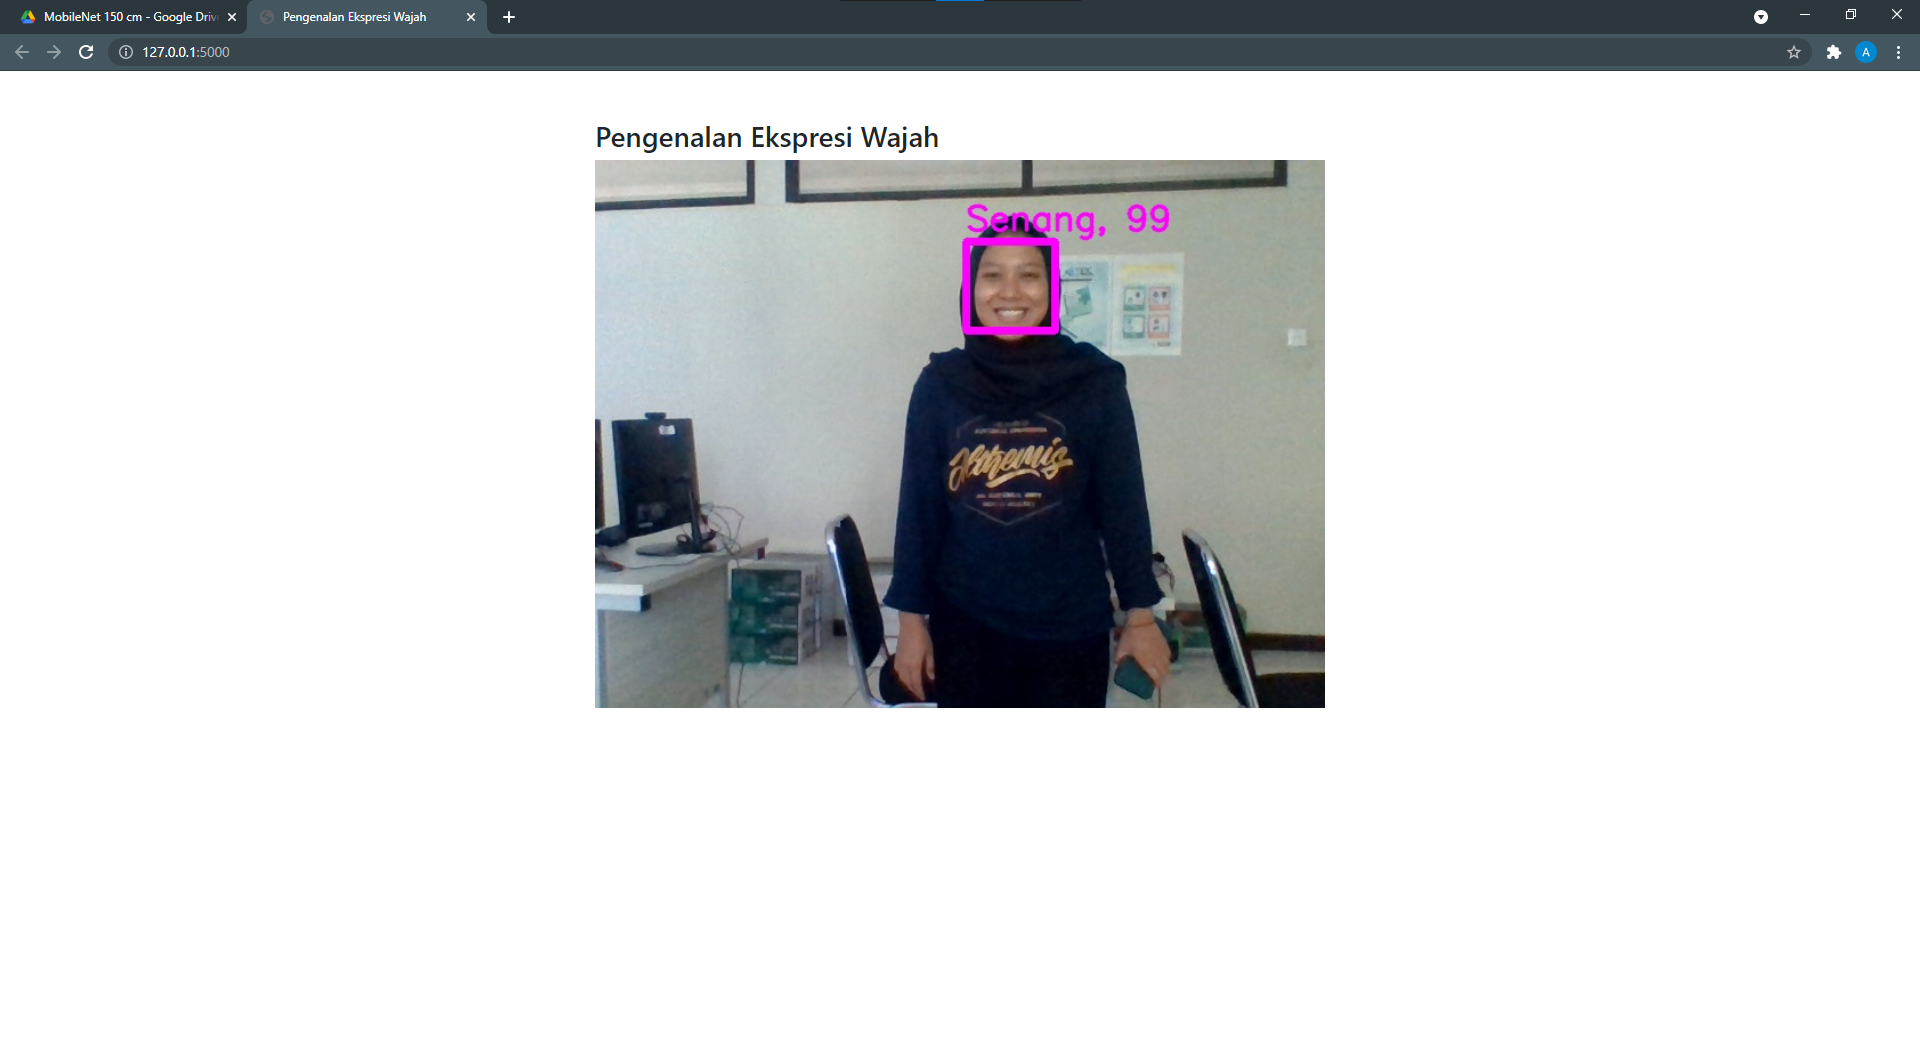 MobileNet 150 cm - Google Driv
Pengenalan Ekspresi Wajah
127.0.0.1:5000
A
Pengenalan Ekspresi Wajah
Senang, 99